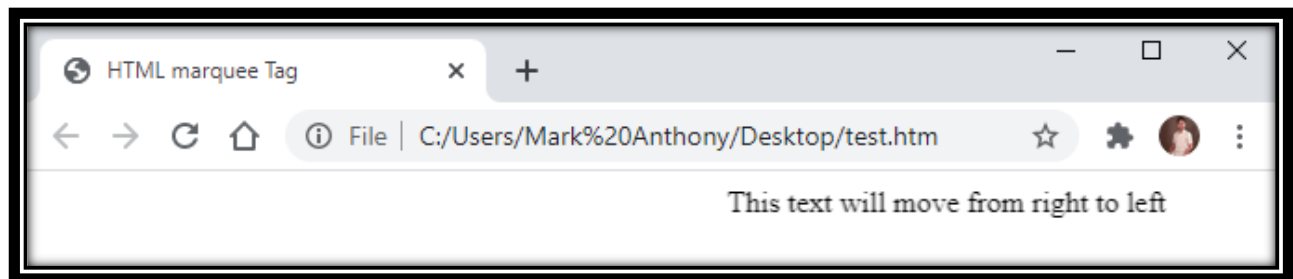 HTML marquee Tag
File C:/Users/Mark%20Anthony/Desktop/test.htm
This text will move from right to left